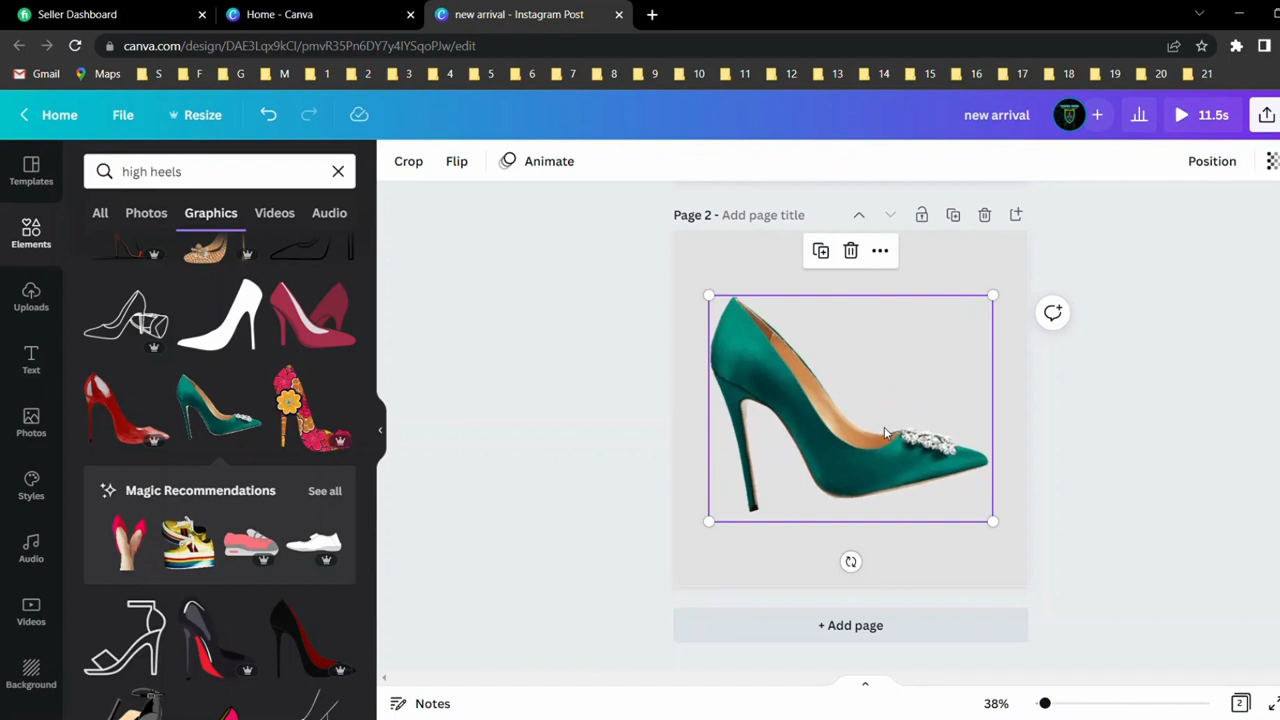 Seller Dashboard
Home - Canva
new arrival - Instagram Post
canva.com/design/DAE3Lqx9kCI/pmvR35Pn6DY7y4IYSqoPJw/edit
Gmail Maps S F G M 1 2 3 4 5 6 7 8 9 10 11 12 13 14 15 16 17 18 19 20 21
Home File Resize new arrival 11.5s
Templates
Elements
Uploads
Text
Photos
Styles
Audio
Videos
Background
high heels
All Photos Graphics Videos Audio
Magic Recommendations See all
Crop Flip Animate Position
Page 2 - Add page title
+ Add page
Notes 38% 2